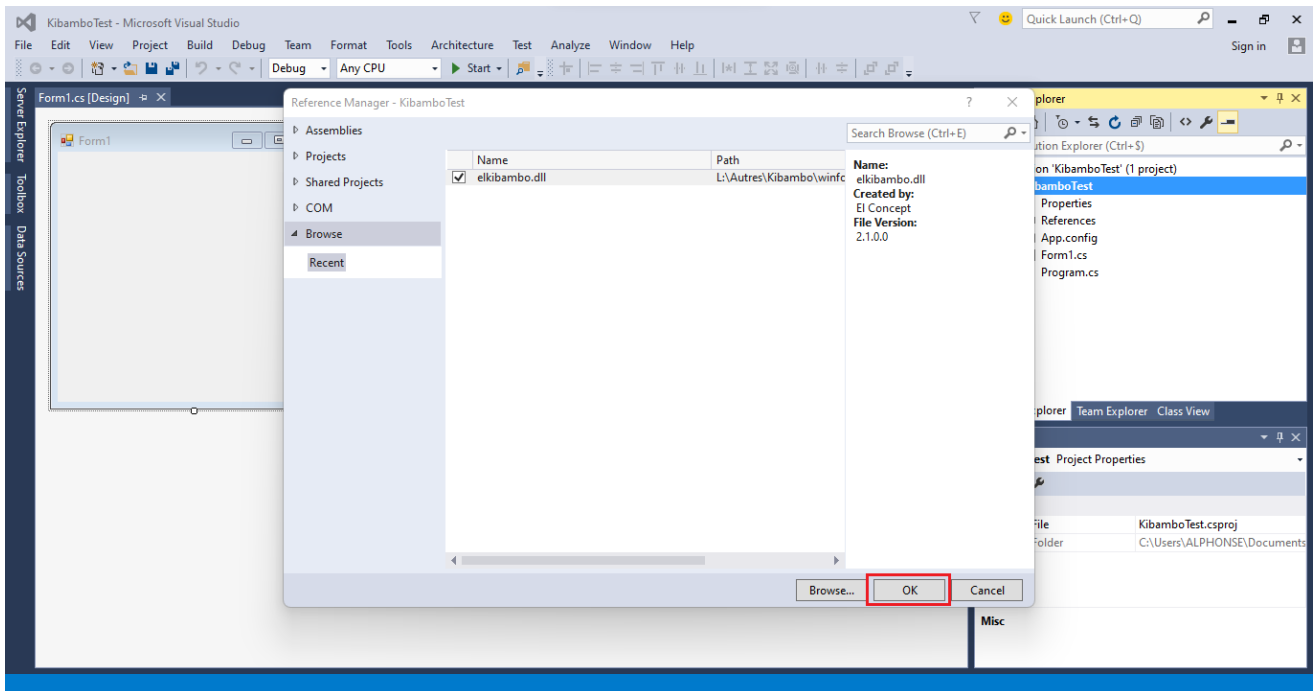 KibamboTest - Microsoft Visual Studio
Quick Launch (Ctrl+Q)
File Edit View Project Build Debug Team Format Tools Architecture Test Analyze Window Help
Sign in
Debug Any CPU Start
Server Explorer
Toolbox
Data Sources
Form1.cs [Design]
Form1
Reference Manager - KibamboTest
?
Assemblies
Projects
Shared Projects
COM
Browse
Recent
Name Path
elkibambo.dll L:\Autres\Kibambo\winfo
Search Browse (Ctrl+E)
Name:
elkibambo.dll
Created by:
El Concept
File Version:
2.1.0.0
Browse... OK Cancel
plorer
ution Explorer (Ctrl+$)
on 'KibamboTest' (1 project)
bamboTest
Properties
References
App.config
Form1.cs
Program.cs
plorer Team Explorer Class View
est Project Properties
File KibamboTest.csproj
Folder C:\Users\ALPHONSE\Documents
Misc